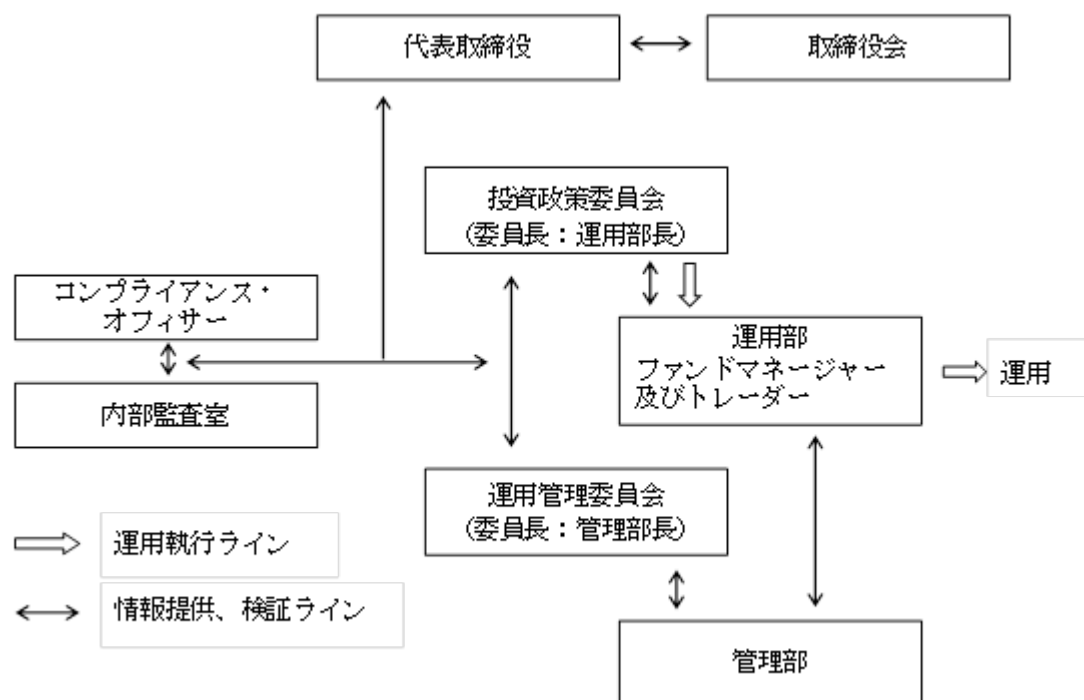 代表取締役
取締役会
投資政策委員会
(委員長：運用部長)
コンプライアンス・
オフィサー
運用部
ファンドマネージャー
及びトレーダー
運用
内部監査室
運用管理委員会
(委員長：管理部長)
運用執行ライン
情報提供、検証ライン
管理部